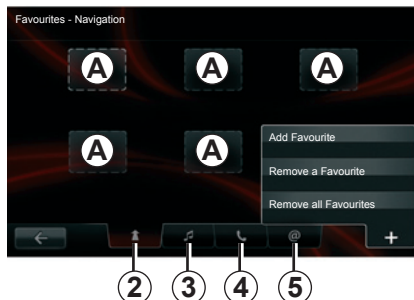 Favourites - Navigation
A A A
A A
Add Favourite
Remove a Favourite
Remove all Favourites
@ +
2 3 4 5